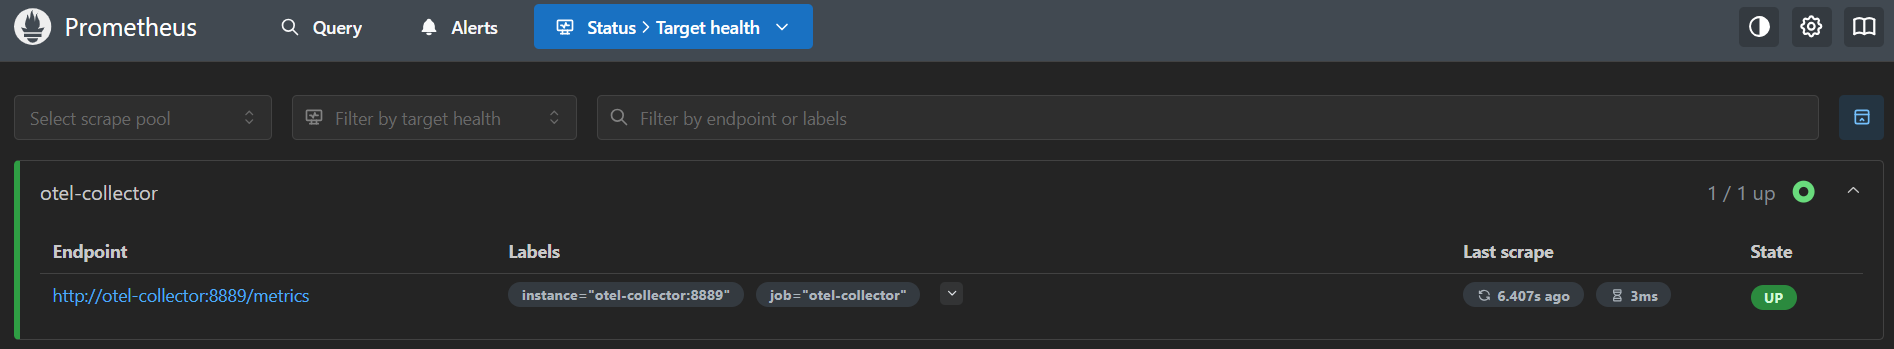 Prometheus Query Alerts Status > Target health
Select scrape pool Filter by target health Filter by endpoint or labels
otel-collector 1 / 1 up
Endpoint Labels Last scrape State
http://otel-collector:8889/metrics instance="otel-collector:8889" job="otel-collector" 6.407s ago 3ms UP